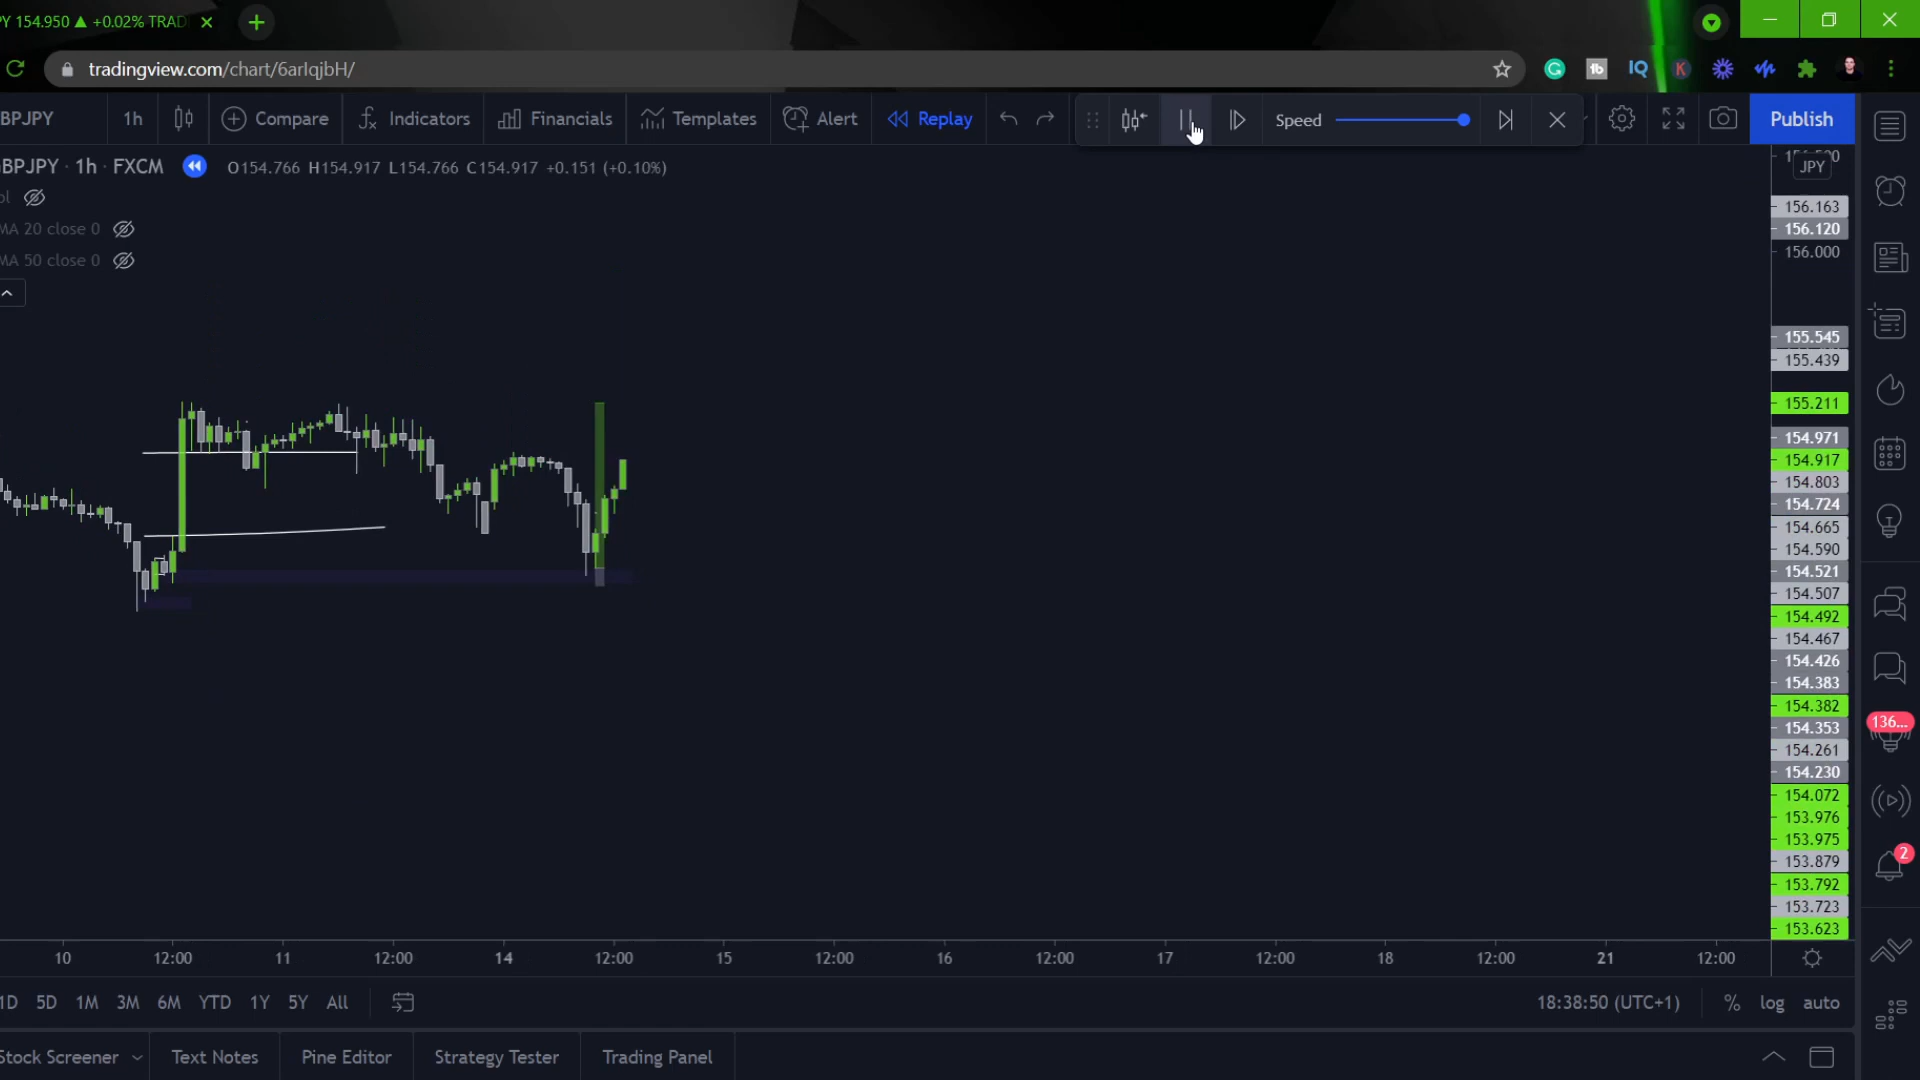 PY 154.950 ▲ +0.02% TRAD
tradingview.com/chart/6arlqjbH/
BPJPY 1h Compare Indicators Financials Templates Alert Replay Speed Publish
BPJPY · 1h · FXCM O154.766 H154.917 L154.766 C154.917 +0.151 (+0.10%)
ol
MA 20 close 0
MA 50 close 0
JPY
156.163
156.120
156.000
155.545
155.439
155.211
154.971
154.917
154.803
154.724
154.665
154.590
154.521
154.507
154.492
154.467
154.426
154.383
154.382
154.353
154.261
154.230
154.072
153.976
153.975
153.879
153.792
153.723
153.623
136...
2
10 12:00 11 12:00 14 12:00 15 12:00 16 12:00 17 12:00 18 12:00 21 12:00
1D 5D 1M 3M 6M YTD 1Y 5Y All 18:38:50 (UTC+1) % log auto
Stock Screener Text Notes Pine Editor Strategy Tester Trading Panel